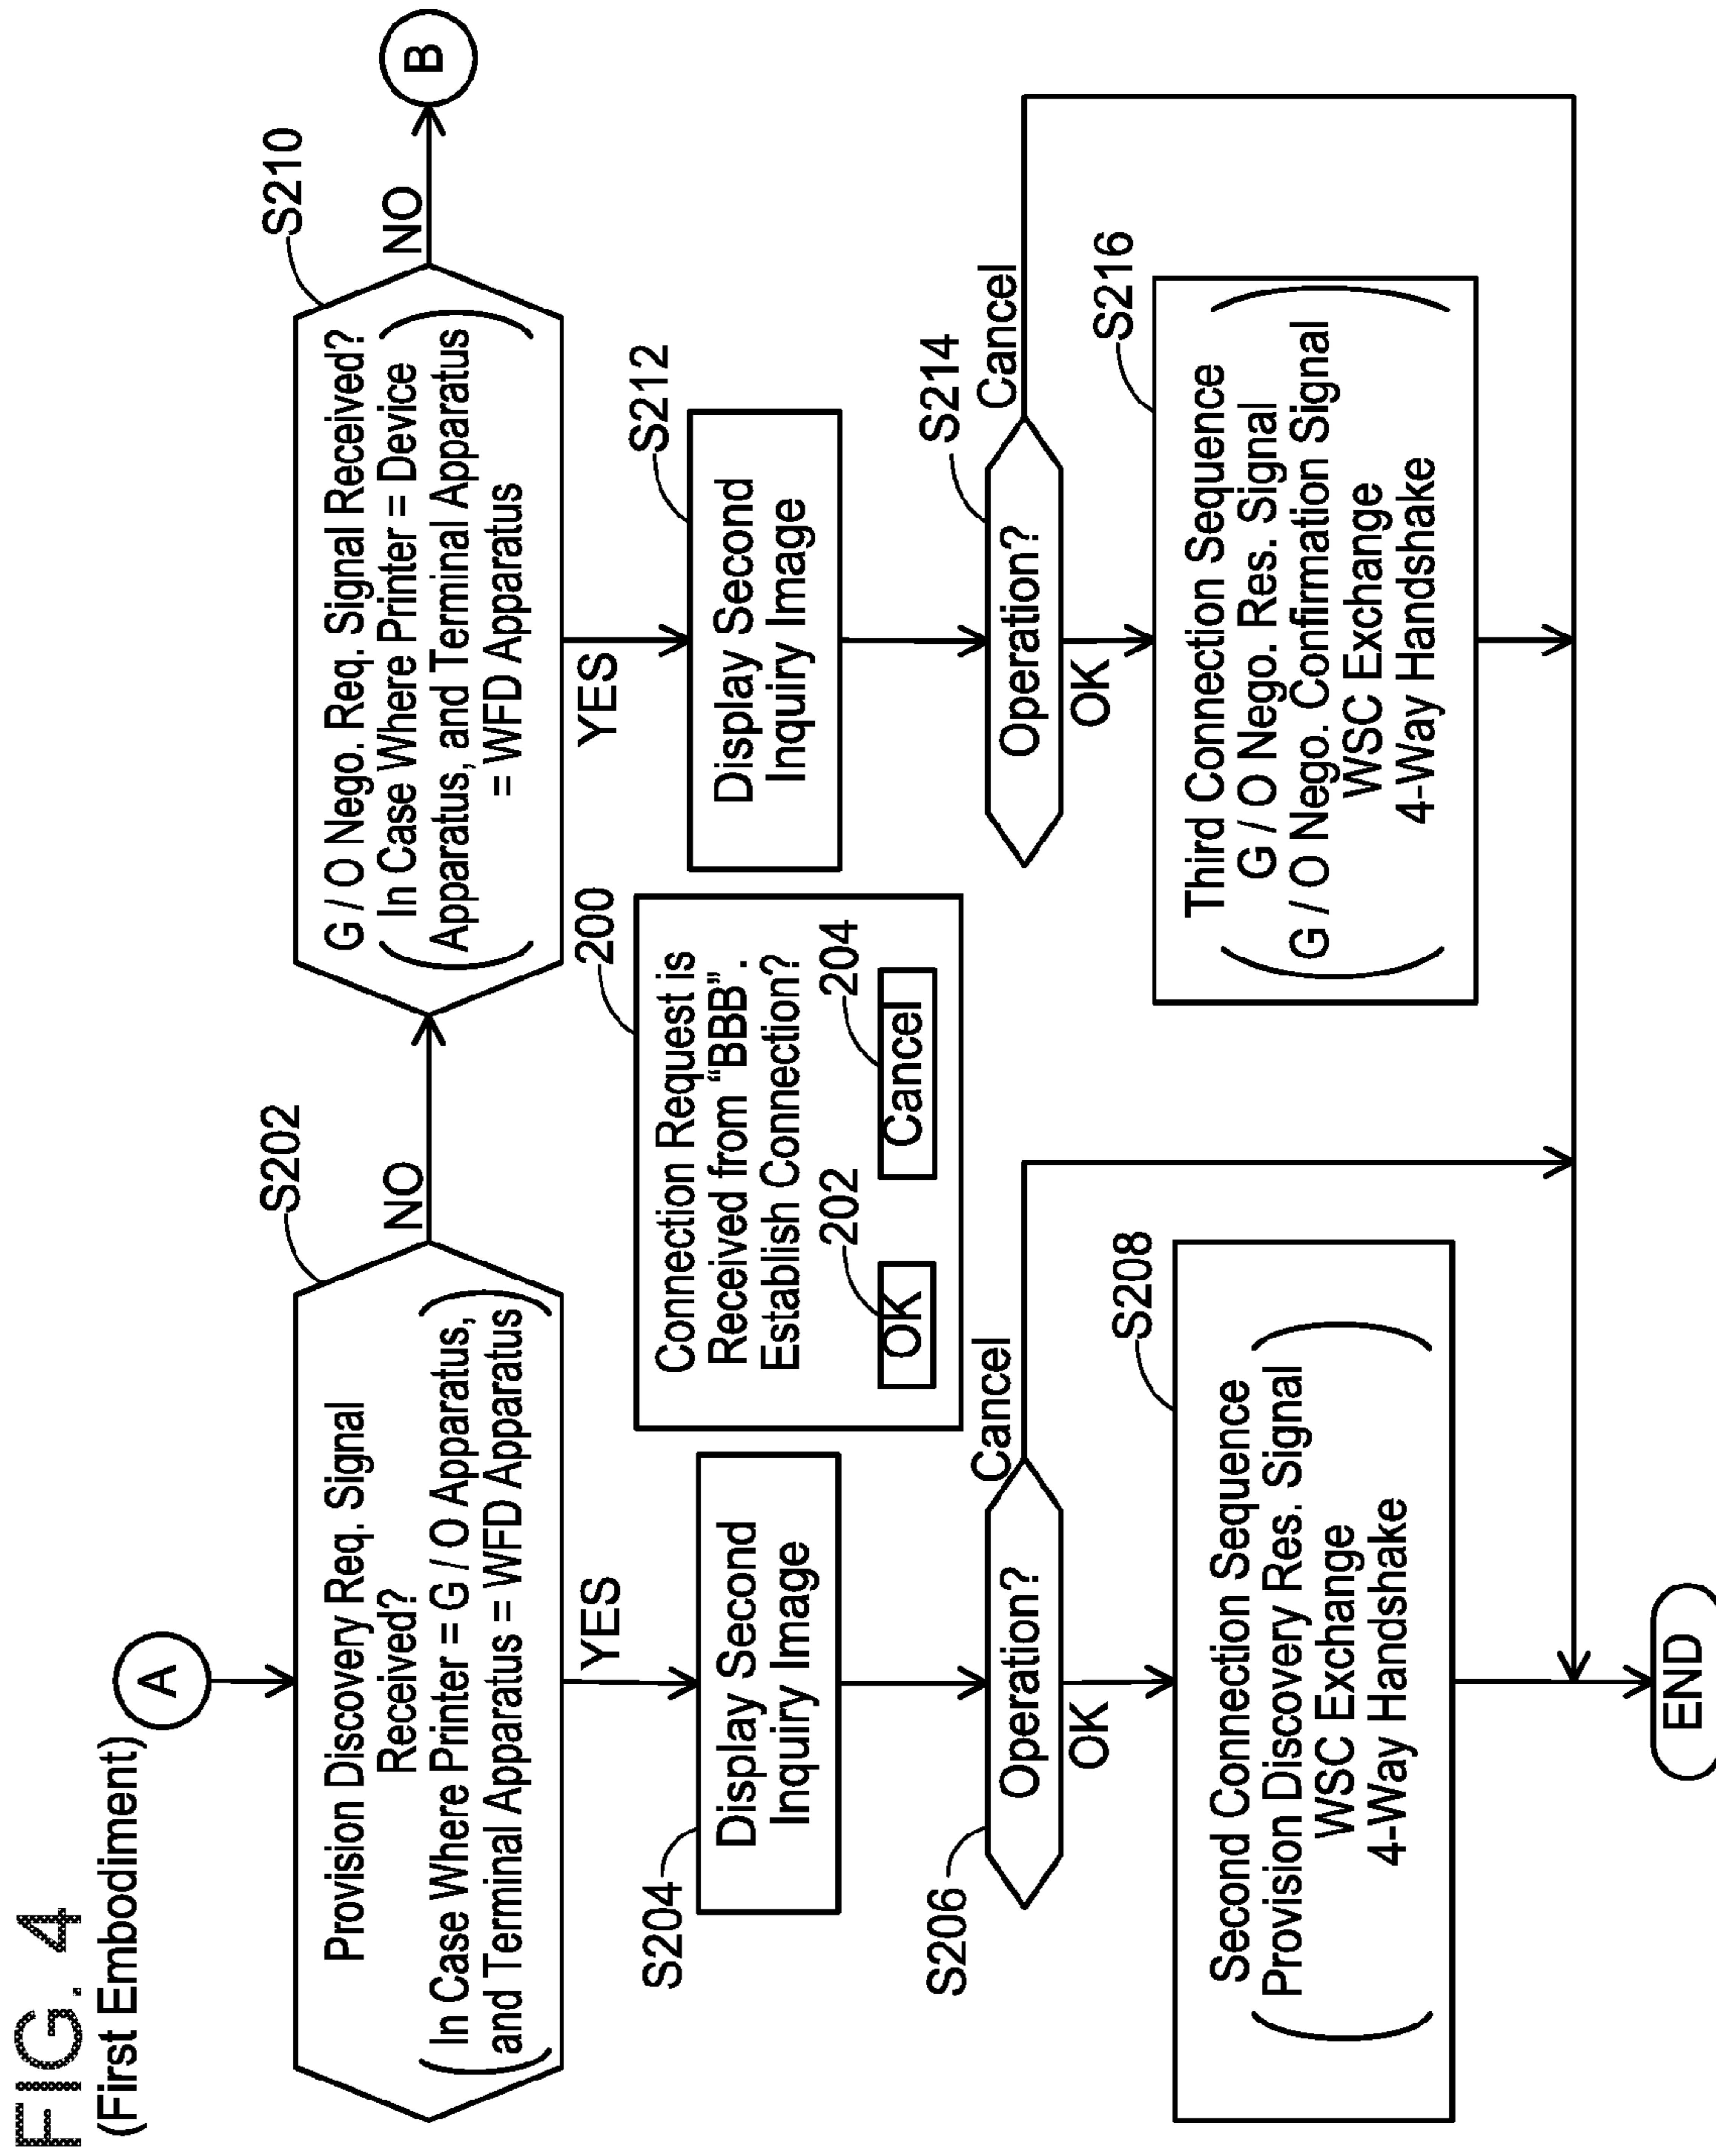 FIG. 4
(First Embodiment)
A
S202
Provision Discovery Req. Signal
Received?
In Case Where Printer = G / O Apparatus,
and Terminal Apparatus = WFD Apparatus
NO
YES
S210
G / O Nego. Req. Signal Received?
In Case Where Printer = Device
Apparatus, and Terminal Apparatus
= WFD Apparatus
NO
B
YES
S204
Display Second
Inquiry Image
200
Connection Request is
Received from “BBB”.
Establish Connection?
202
OK
204
Cancel
S212
Display Second
Inquiry Image
S206
Operation?
Cancel
OK
S214
Operation?
Cancel
OK
S208
Second Connection Sequence
Provision Discovery Res. Signal
WSC Exchange
4-Way Handshake
S216
Third Connection Sequence
G / O Nego. Res. Signal
G / O Nego. Confirmation Signal
WSC Exchange
4-Way Handshake
END